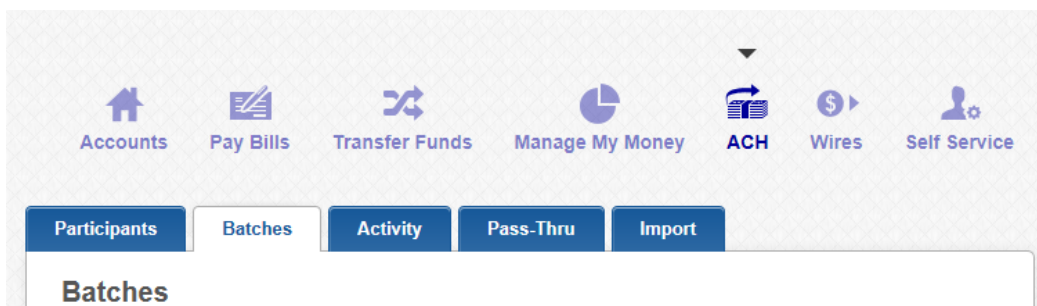 Accounts Pay Bills Transfer Funds Manage My Money ACH Wires Self Service
Participants Batches Activity Pass-Thru Import
Batches